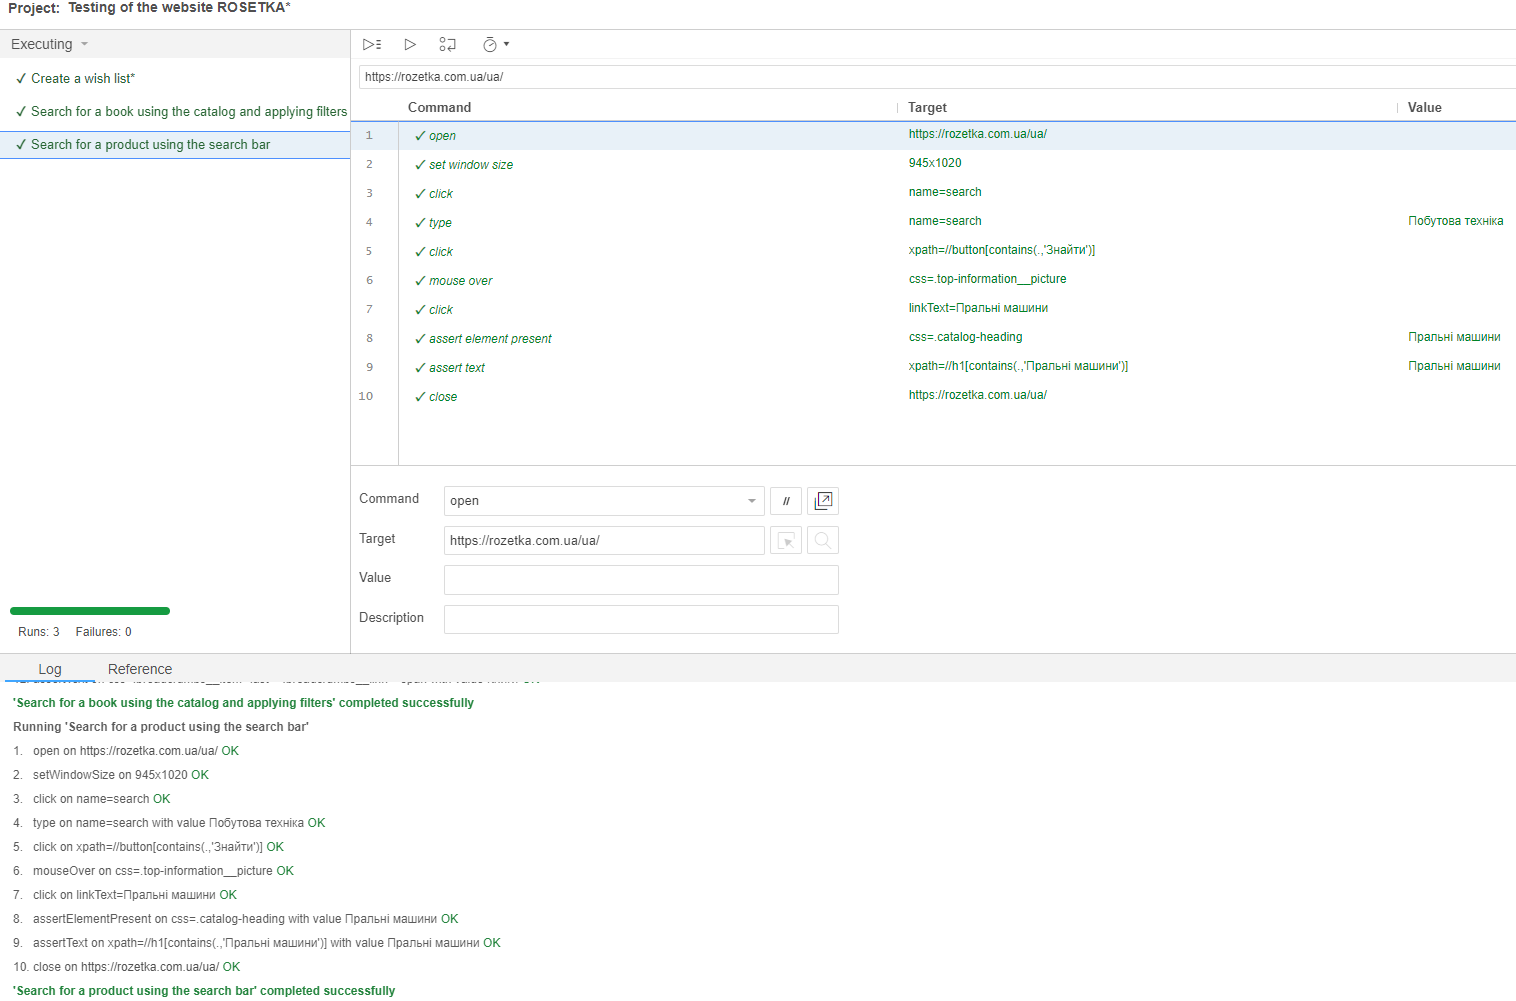 Project: Testing of the website ROSETKA*
Executing
✓ Create a wish list*
✓ Search for a book using the catalog and applying filters
✓ Search for a product using the search bar
Runs: 3 Failures: 0
https://rozetka.com.ua/ua/
Command Target Value
1 ✓ open https://rozetka.com.ua/ua/
2 ✓ set window size 945x1020
3 ✓ click name=search
4 ✓ type name=search Побутова техніка
5 ✓ click xpath=//button[contains(.,'Знайти')]
6 ✓ mouse over css=.top-information__picture
7 ✓ click linkText=Пральні машини
8 ✓ assert element present css=.catalog-heading Пральні машини
9 ✓ assert text xpath=//h1[contains(.,'Пральні машини')] Пральні машини
10 ✓ close https://rozetka.com.ua/ua/
Command open //
Target https://rozetka.com.ua/ua/
Value
Description
Log Reference
'Search for a book using the catalog and applying filters' completed successfully
Running 'Search for a product using the search bar'
1. open on https://rozetka.com.ua/ua/ OK
2. setWindowSize on 945x1020 OK
3. click on name=search OK
4. type on name=search with value Побутова техніка OK
5. click on xpath=//button[contains(.,'Знайти')] OK
6. mouseOver on css=.top-information__picture OK
7. click on linkText=Пральні машини OK
8. assertElementPresent on css=.catalog-heading with value Пральні машини OK
9. assertText on xpath=//h1[contains(.,'Пральні машини')] with value Пральні машини OK
10. close on https://rozetka.com.ua/ua/ OK
'Search for a product using the search bar' completed successfully